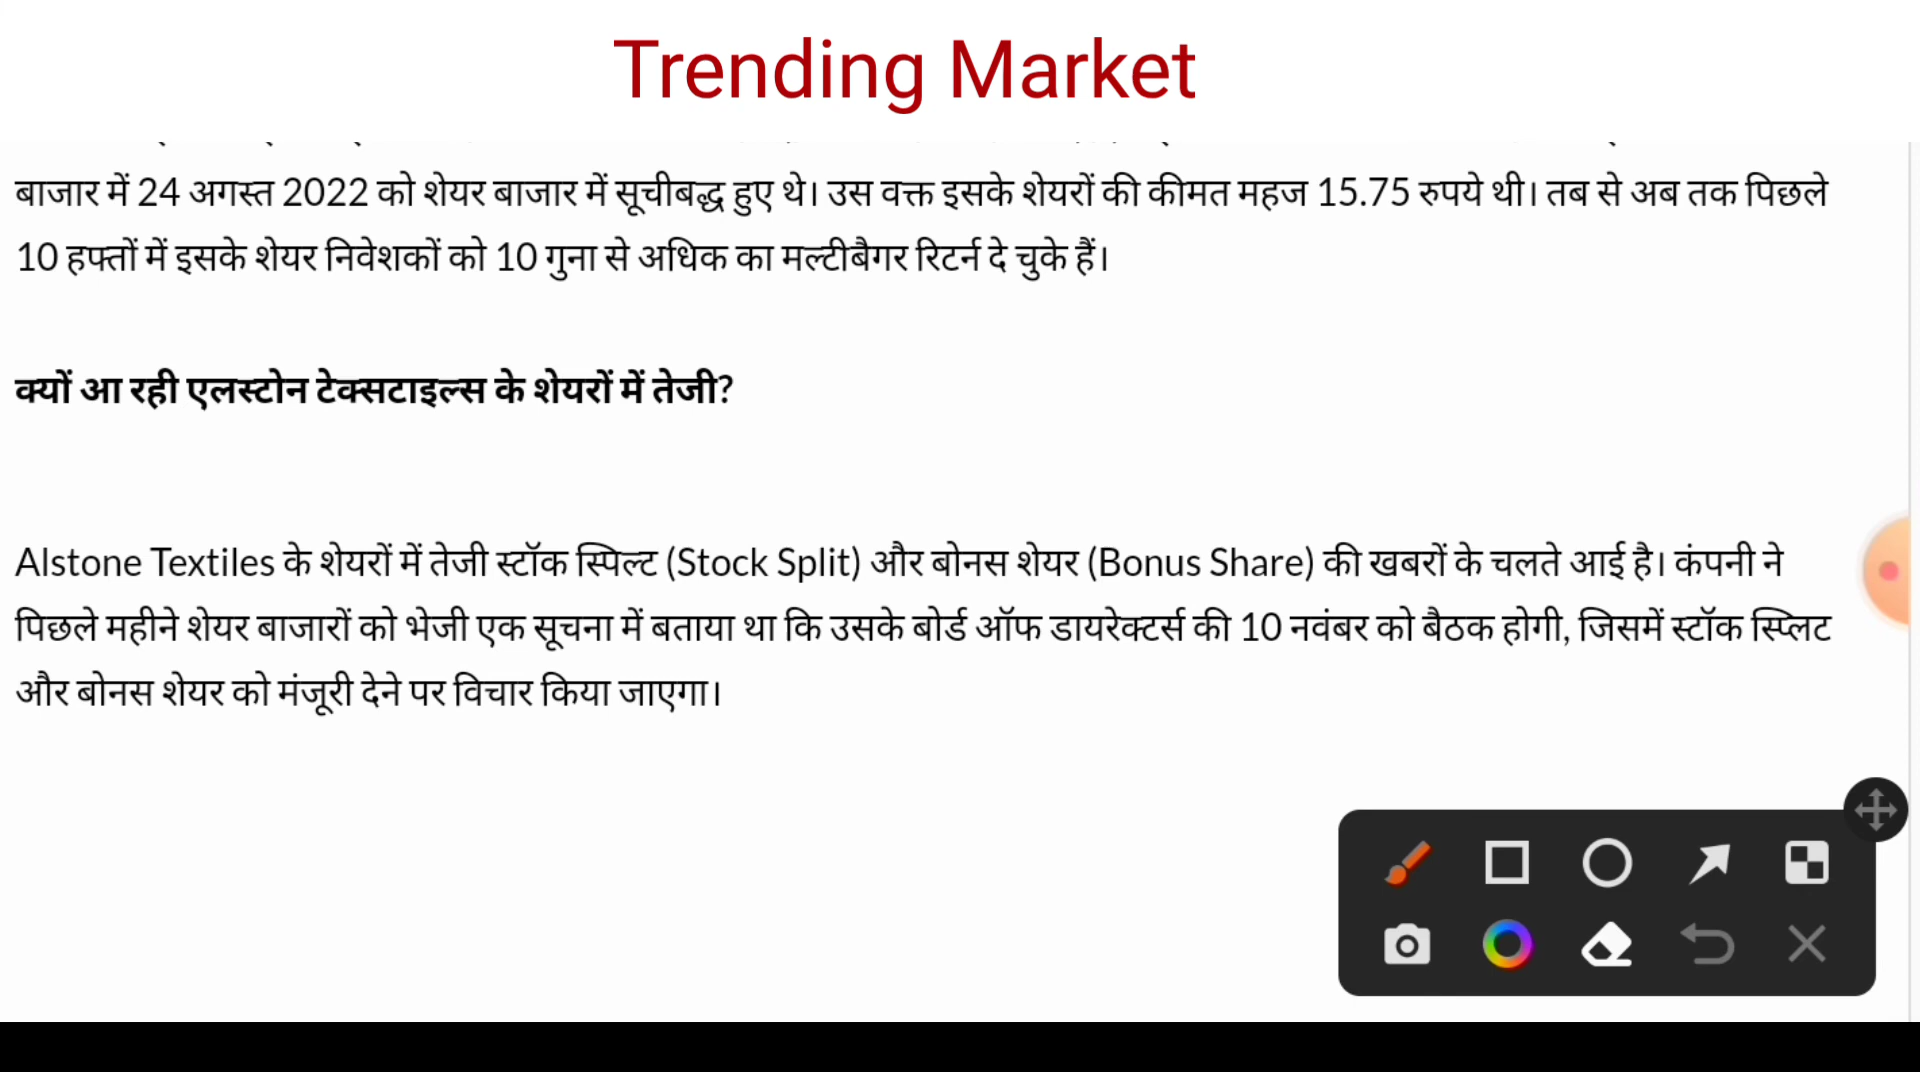 Trending Market
बाजार में 24 अगस्त 2022 को शेयर बाजार में सूचीबद्ध हुए थे। उस वक्त इसके शेयरों की कीमत महज 15.75 रुपये थी। तब से अब तक पिछले
10 हफ्तों में इसके शेयर निवेशकों को 10 गुना से अधिक का मल्टीबैगर रिटर्न दे चुके हैं।
क्यों आ रही एलस्टोन टेक्सटाइल्स के शेयरों में तेजी?
Alstone Textiles के शेयरों में तेजी स्टॉक स्पिल्ट (Stock Split) और बोनस शेयर (Bonus Share) की खबरों के चलते आई है। कंपनी ने
पिछले महीने शेयर बाजारों को भेजी एक सूचना में बताया था कि उसके बोर्ड ऑफ डायरेक्टर्स की 10 नवंबर को बैठक होगी, जिसमें स्टॉक स्प्लिट
और बोनस शेयर को मंजूरी देने पर विचार किया जाएगा।